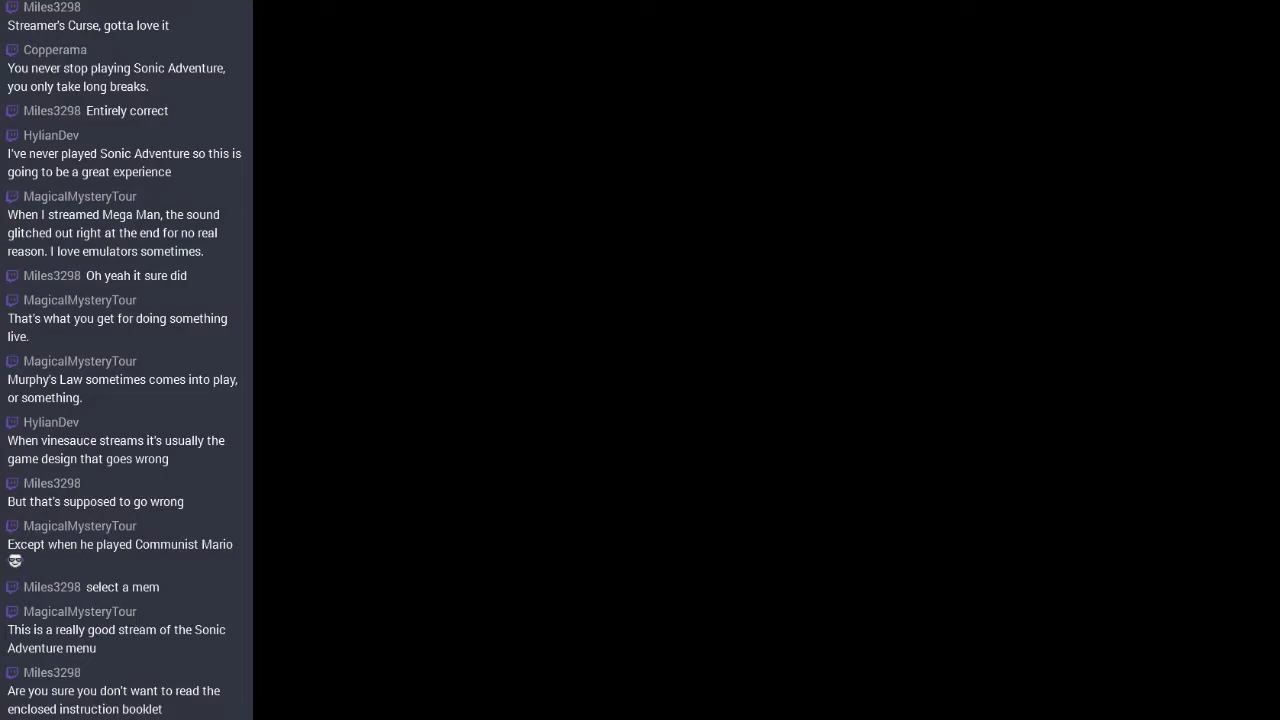 Miles3298
Streamer's Curse, gotta love it
Copperama
You never stop playing Sonic Adventure,
you only take long breaks.
Miles3298 Entirely correct
HylianDev
I've never played Sonic Adventure so this is
going to be a great experience
MagicalMysteryTour
When I streamed Mega Man, the sound
glitched out right at the end for no real
reason. I love emulators sometimes.
Miles3298 Oh yeah it sure did
MagicalMysteryTour
That's what you get for doing something
live.
MagicalMysteryTour
Murphy's Law sometimes comes into play,
or something.
HylianDev
When vinesauce streams it's usually the
game design that goes wrong
Miles3298
But that's supposed to go wrong
MagicalMysteryTour
Except when he played Communist Mario
Miles3298 select a mem
MagicalMysteryTour
This is a really good stream of the Sonic
Adventure menu
Miles3298
Are you sure you don't want to read the
enclosed instruction booklet